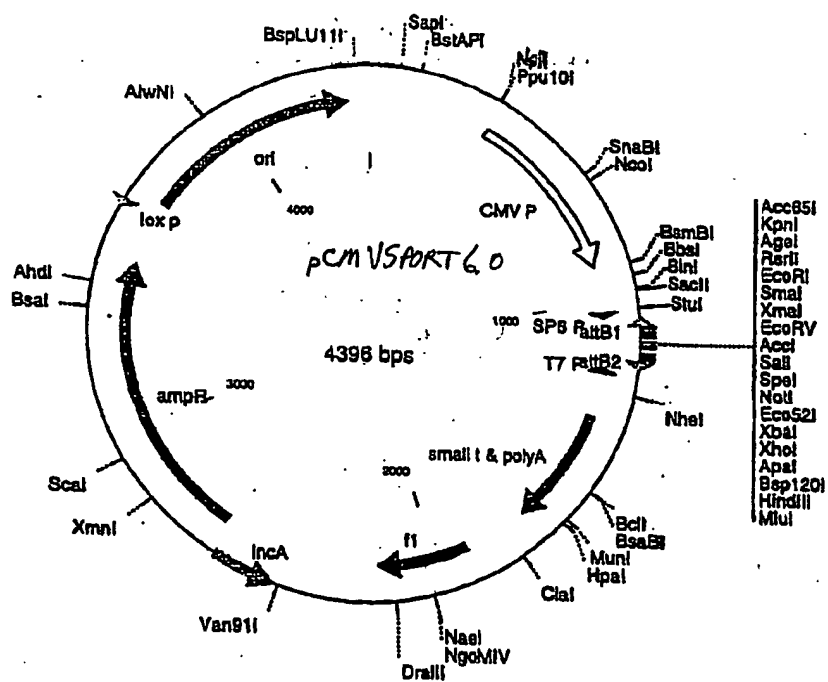 SapI
BspLU11I
BstAPI
NsiI
Ppu10I
AlwNI
SnaBI
NcoI
ori
4000
CMV P
lox p
Acc65I
KpnI
AgeI
RsrII
EcoRI
SmaI
XmaI
EcoRV
AccI
SalI
SpeI
NotI
Eco52I
XbaI
XhoI
ApaI
Bsp120I
HindIII
MluI
BsmBI
BbsI
BlnI
SacII
StuI
pCMVSPORT6.0
AhdI
BsaI
1000
SP6 P
attB1
4396 bps
T7 P
attB2
ampR
3000
NheI
small t & polyA
2000
ScaI
XmnI
f1
BclI
BsaBI
MunI
HpaI
ClaI
incA
Van91I
NaeI
NgoMIV
DraIII